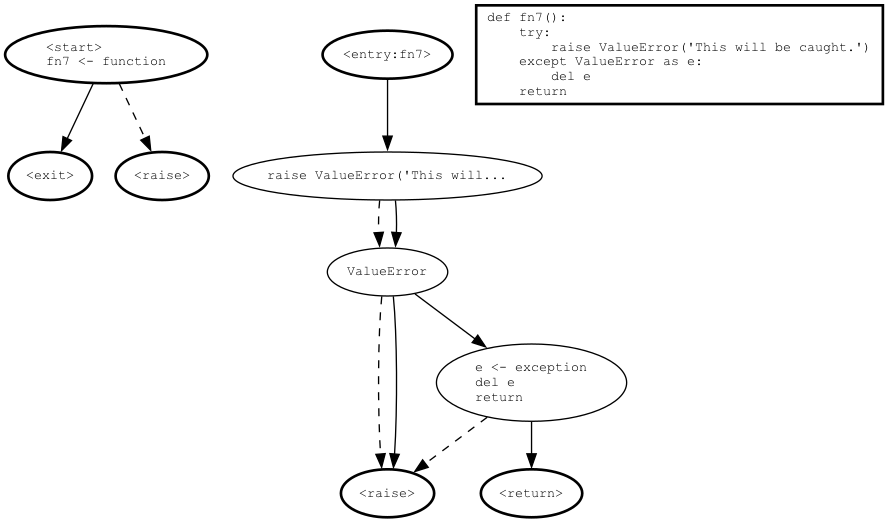 <start>
fn7 <- function
<entry:fn7>
def fn7():
    try:
        raise ValueError('This will be caught.')
    except ValueError as e:
        del e
    return
<exit>
<raise>
raise ValueError('This will...
ValueError
e <- exception
del e
return
<raise>
<return>